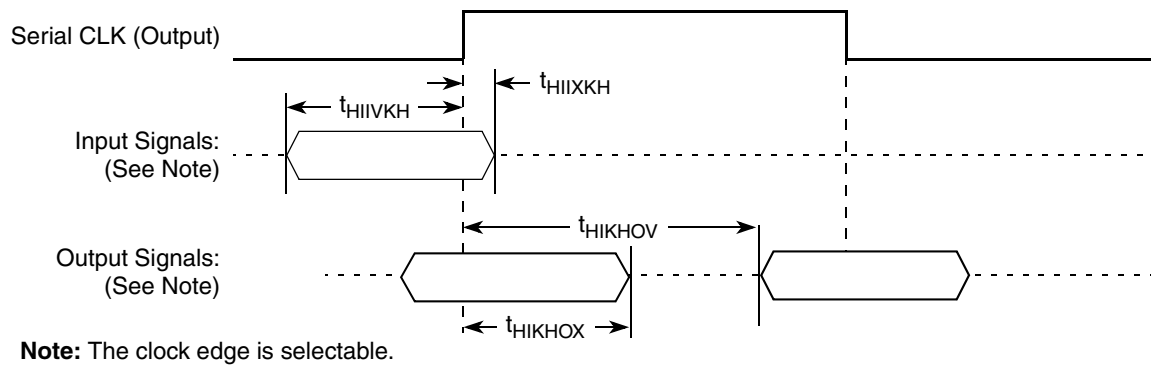 Serial CLK (Output)
tHIIXKH
tHIIVKH
Input Signals:
(See Note)
tHIKHOV
Output Signals:
(See Note)
tHIKHOX
Note: The clock edge is selectable.